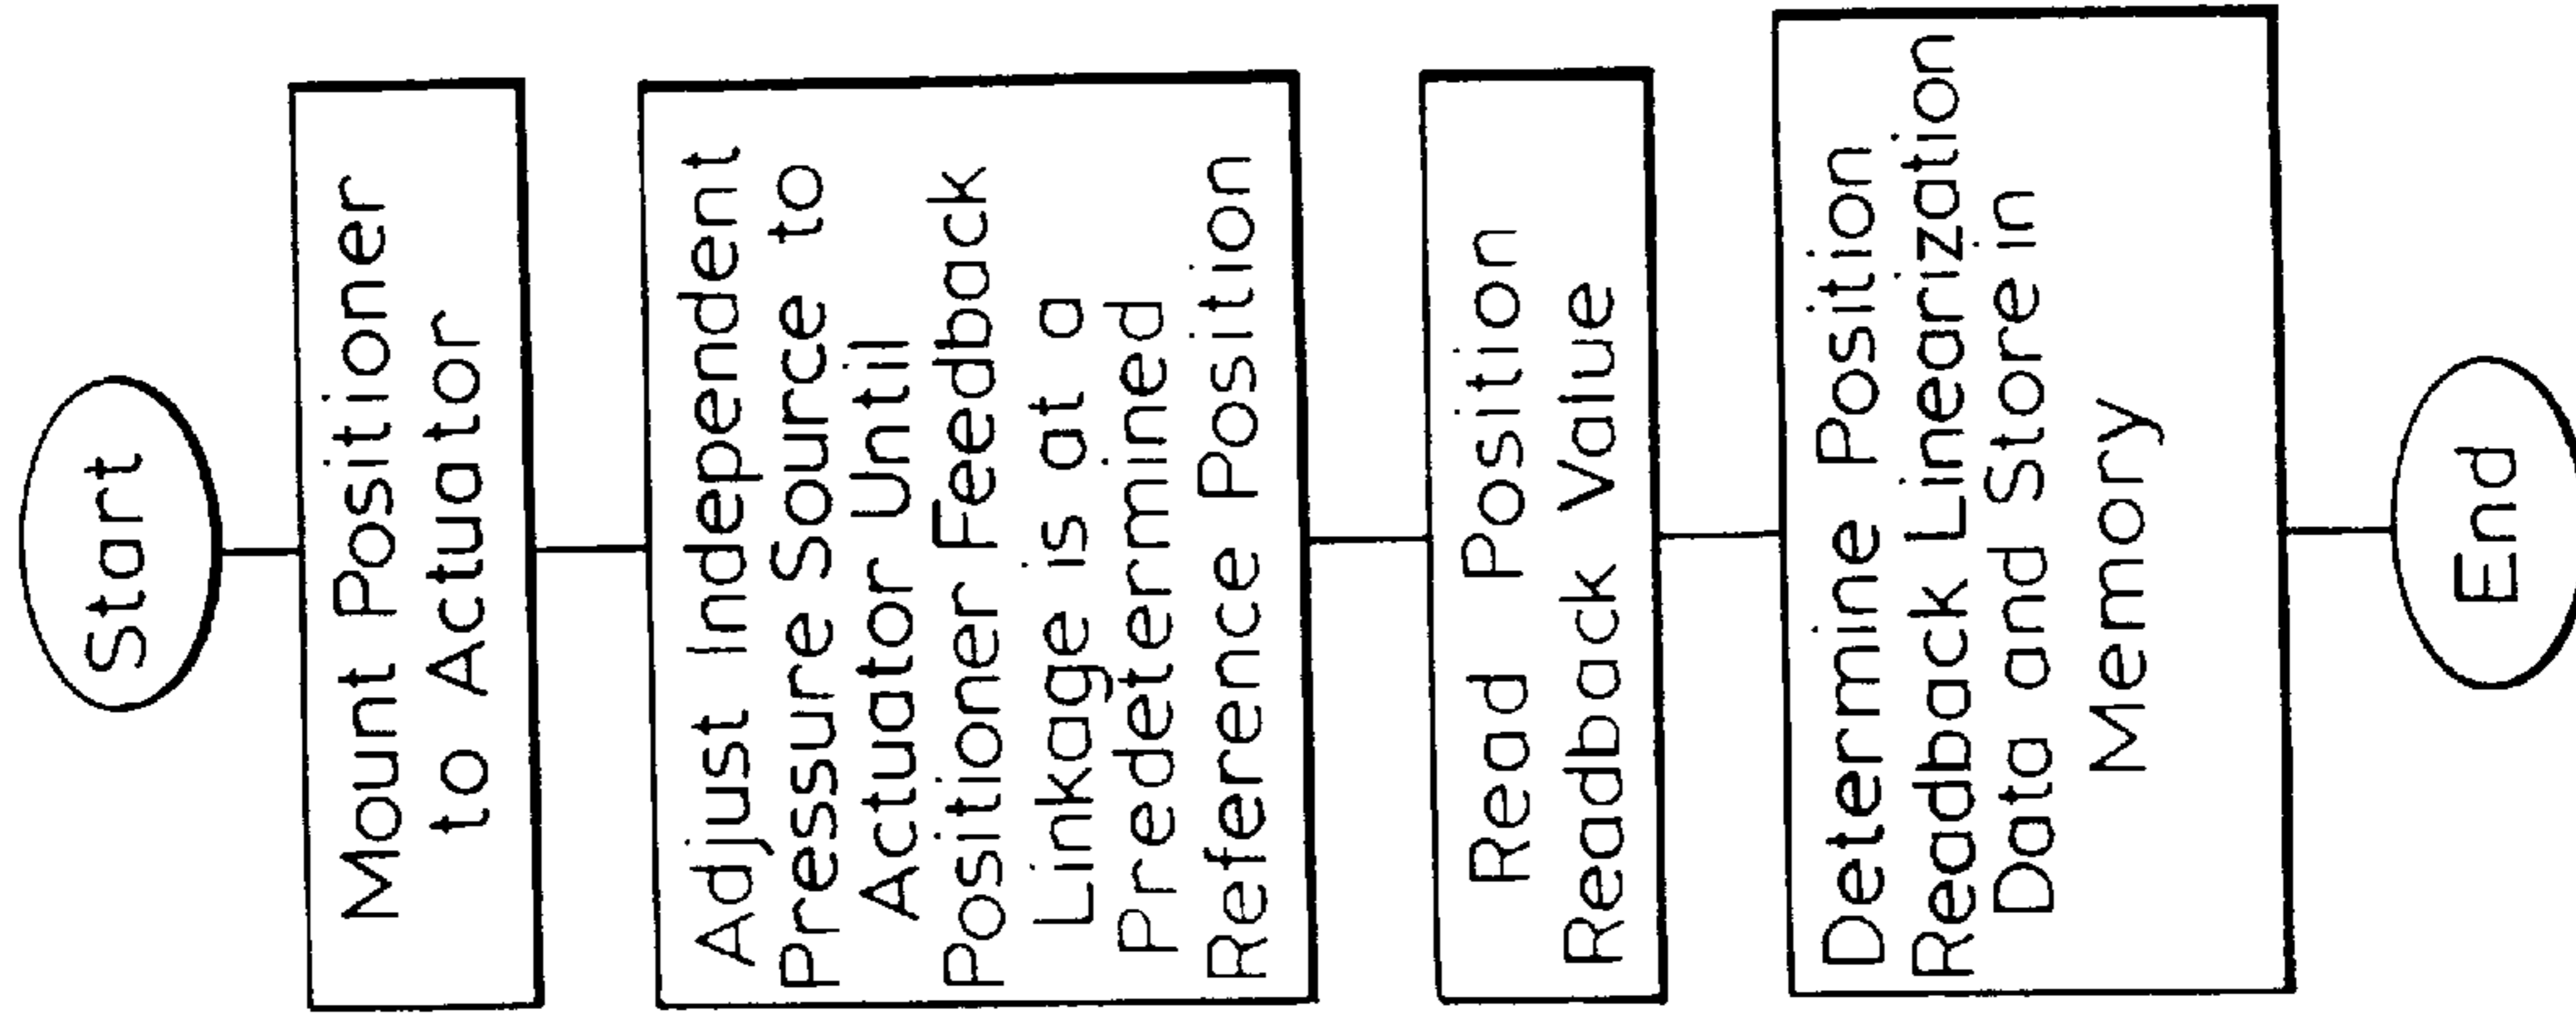 Start
Mount Positioner
to Actuator
Adjust Independent
Pressure Source to
Actuator Until
Positioner Feedback
Linkage is at a
Predetermined
Reference Position
Read Position
Readback Value
Determine Position
Readback Linearization
Data and Store in
Memory
End